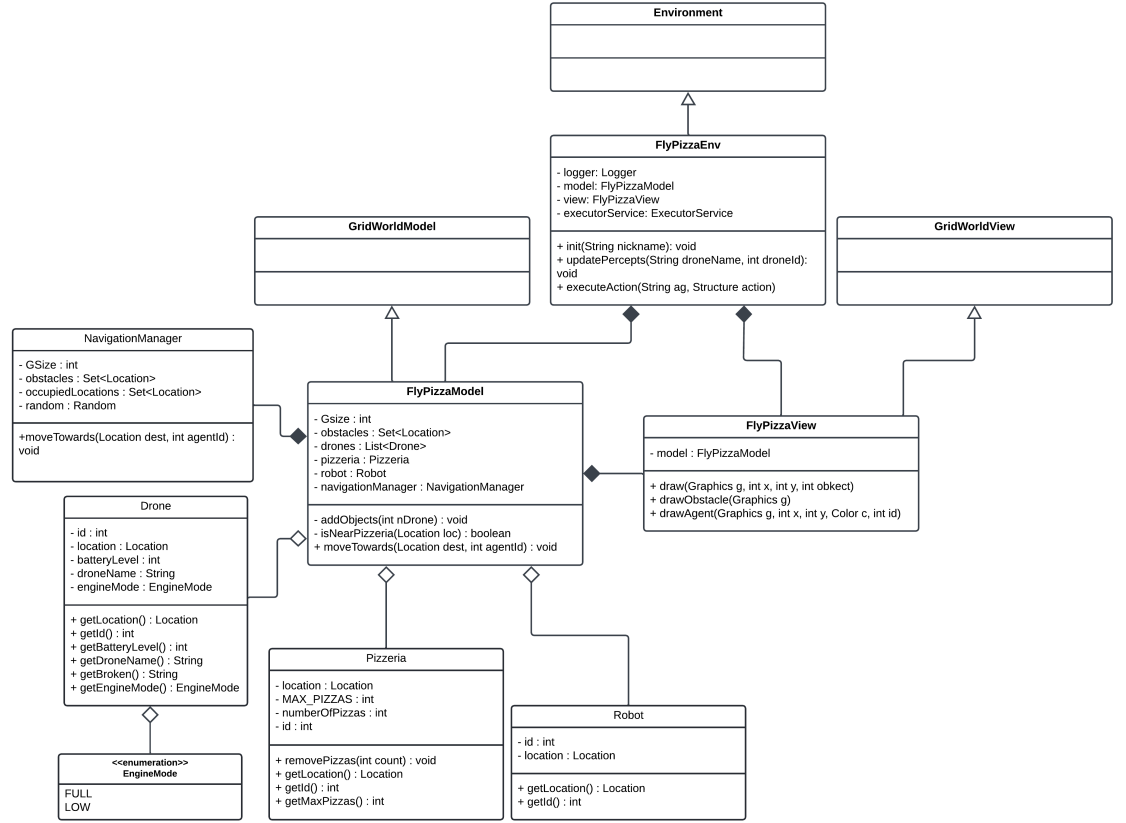 Environment
FlyPizzaEnv
- logger: Logger
- model: FlyPizzaModel
- view: FlyPizzaView
- executorService: ExecutorService
+ init(String nickname): void
+ updatePercepts(String droneName, int droneId):
void
+ executeAction(String ag, Structure action)
GridWorldModel
GridWorldView
NavigationManager
- GSize : int
- obstacles : Set<Location>
- occupiedLocations : Set<Location>
- random : Random
+moveTowards(Location dest, int agentId) :
void
FlyPizzaModel
- Gsize : int
- obstacles : Set<Location>
- drones : List<Drone>
- pizzeria : Pizzeria
- robot : Robot
- navigationManager : NavigationManager
- addObjects(int nDrone) : void
- isNearPizzeria(Location loc) : boolean
+ moveTowards(Location dest, int agentId) : void
FlyPizzaView
- model : FlyPizzaModel
+ draw(Graphics g, int x, int y, int obkect)
+ drawObstacle(Graphics g)
+ drawAgent(Graphics g, int x, int y, Color c, int id)
Drone
- id : int
- location : Location
- batteryLevel : int
- droneName : String
- engineMode : EngineMode
+ getLocation() : Location
+ getId() : int
+ getBatteryLevel() : int
+ getDroneName() : String
+ getBroken() : String
+ getEngineMode() : EngineMode
<<enumeration>>
EngineMode
FULL
LOW
Pizzeria
- location : Location
- MAX_PIZZAS : int
- numberOfPizzas : int
- id : int
+ removePizzas(int count) : void
+ getLocation() : Location
+ getId() : int
+ getMaxPizzas() : int
Robot
- id : int
- location : Location
+ getLocation() : Location
+ getId() : int